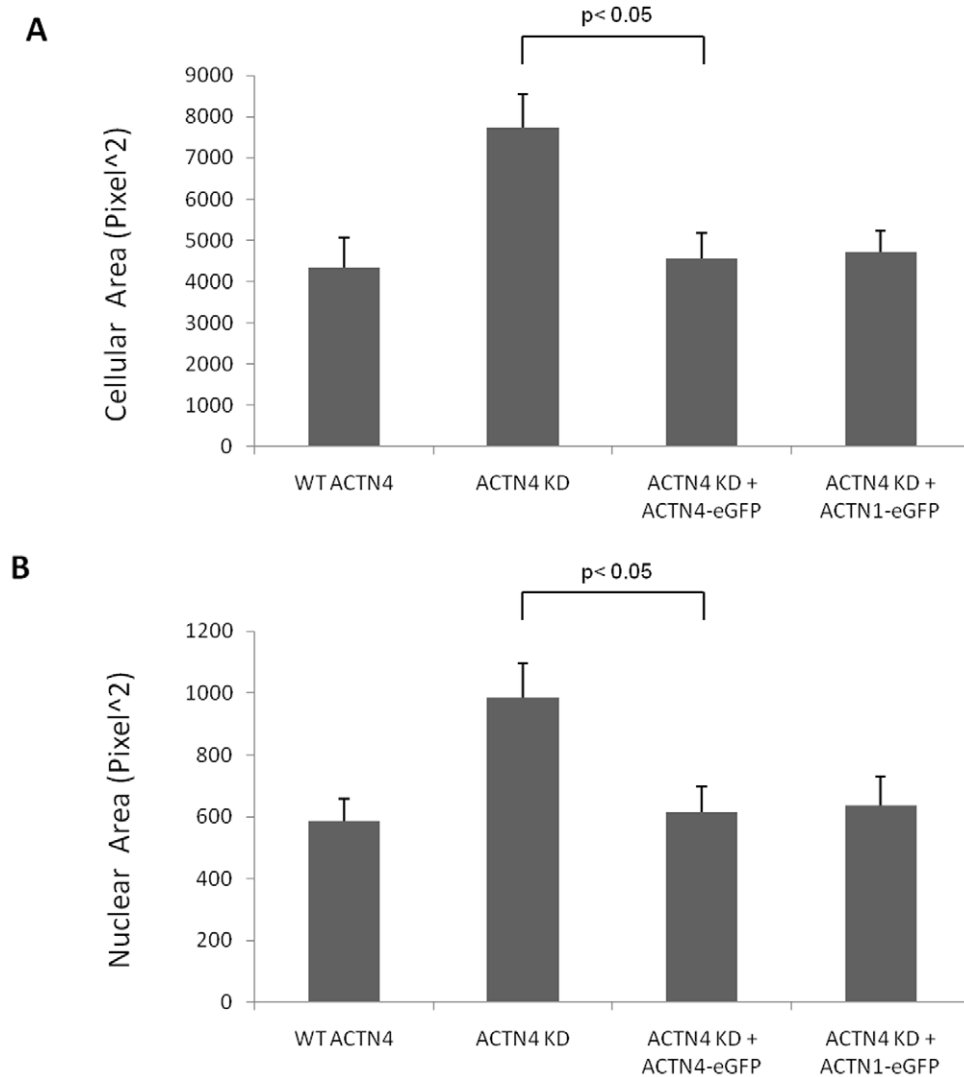 A
p< 0.05
Cellular Area (Pixel^2)
9000
8000
7000
6000
5000
4000
3000
2000
1000
0
WT ACTN4
ACTN4 KD
ACTN4 KD +
ACTN4-eGFP
ACTN4 KD +
ACTN1-eGFP
B
p< 0.05
Nuclear Area (Pixel^2)
1200
1000
800
600
400
200
0
WT ACTN4
ACTN4 KD
ACTN4 KD +
ACTN4-eGFP
ACTN4 KD +
ACTN1-eGFP